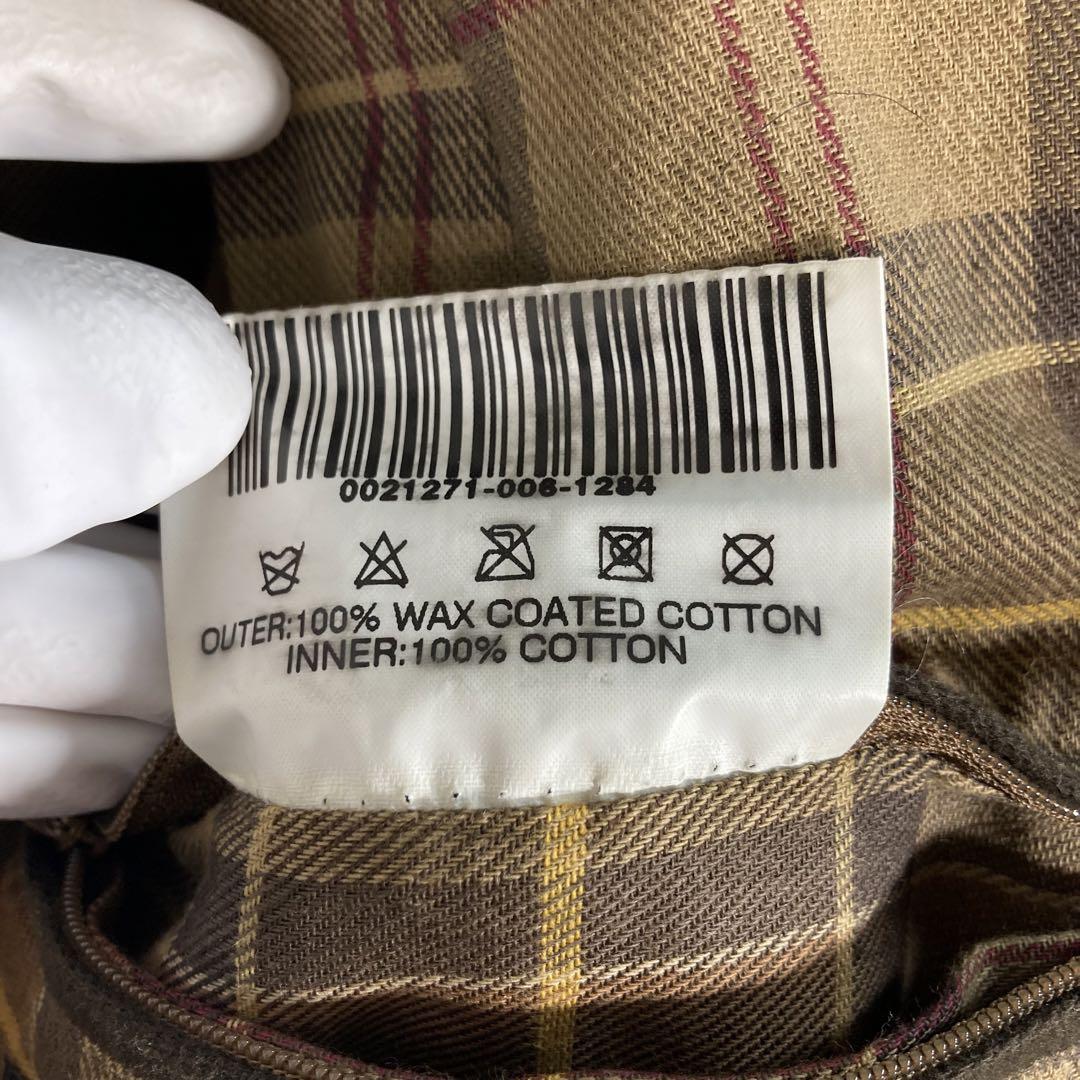 0021271-006-1284
OUTER:100% WAX COATED COTTON
INNER:100% COTTON